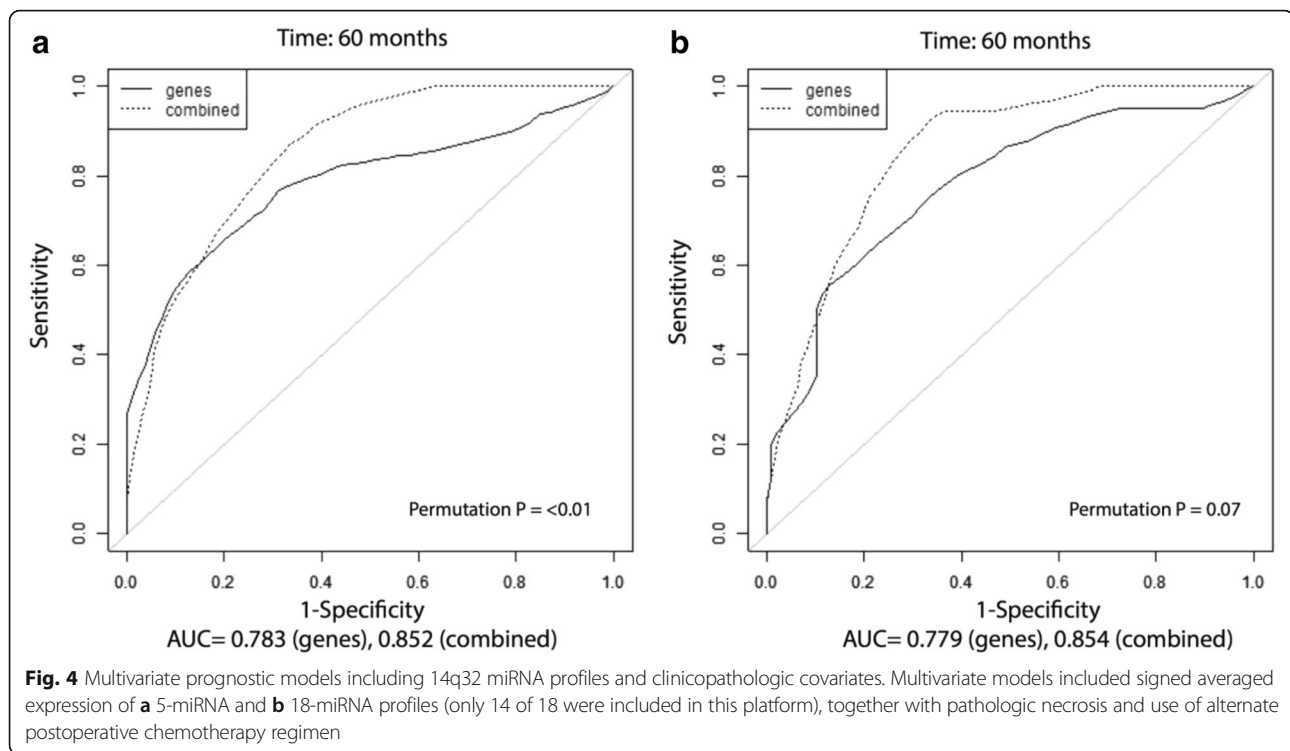 a
Time: 60 months
genes
combined
Sensitivity
1.0
0.8
0.6
0.4
0.2
0.0
0.0 0.2 0.4 0.6 0.8 1.0
Permutation P = <0.01
1-Specificity
AUC= 0.783 (genes), 0.852 (combined)
b
Time: 60 months
genes
combined
Sensitivity
1.0
0.8
0.6
0.4
0.2
0.0
0.0 0.2 0.4 0.6 0.8 1.0
Permutation P = 0.07
1-Specificity
AUC= 0.779 (genes), 0.854 (combined)
Fig. 4 Multivariate prognostic models including 14q32 miRNA profiles and clinicopathologic covariates. Multivariate models included signed averaged
expression of a 5-miRNA and b 18-miRNA profiles (only 14 of 18 were included in this platform), together with pathologic necrosis and use of alternate
postoperative chemotherapy regimen